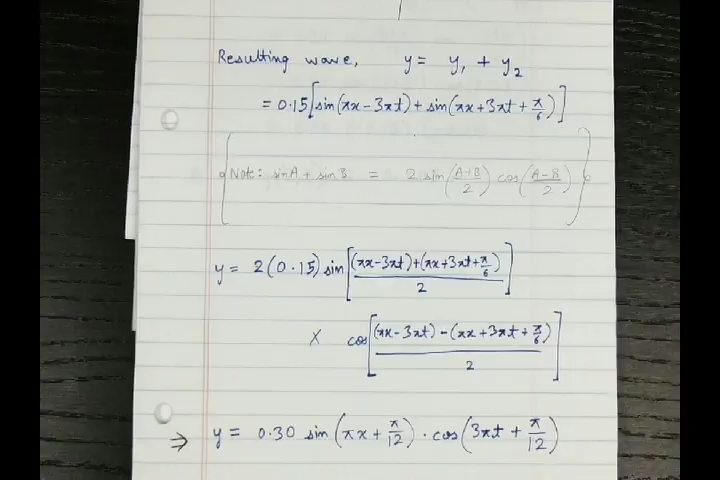 Resulting wave, y = y₁ + y₂
= 0.15[sin(πx - 3πt) + sin(πx + 3πt + π/6)]
Note: sinA + sinB = 2 sin((A+B)/2) cos((A-B)/2)
y = 2(0.15) sin[((πx - 3πt) + (πx + 3πt + π/6))/2]
× cos[((πx - 3πt) - (πx + 3πt + π/6))/2]
⇒ y = 0.30 sin(πx + π/12) · cos(3πt + π/12)